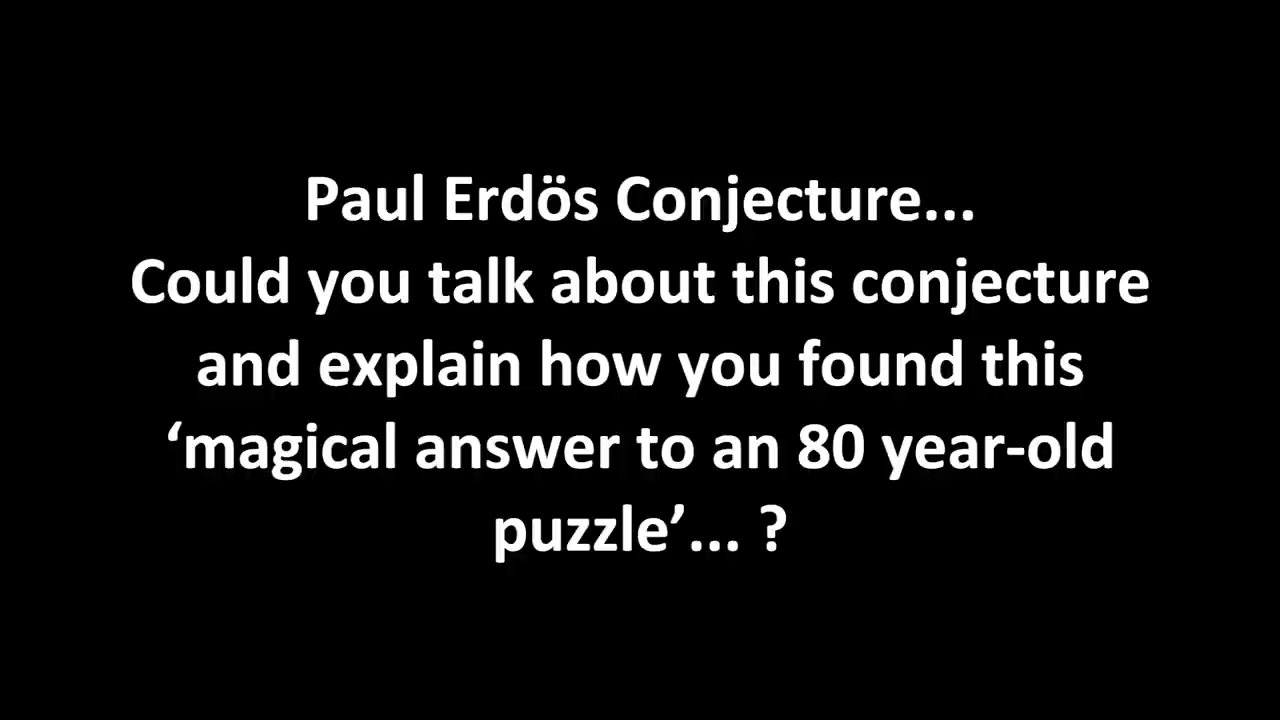 Paul Erdös Conjecture...
Could you talk about this conjecture
and explain how you found this
‘magical answer to an 80 year-old
puzzle’... ?